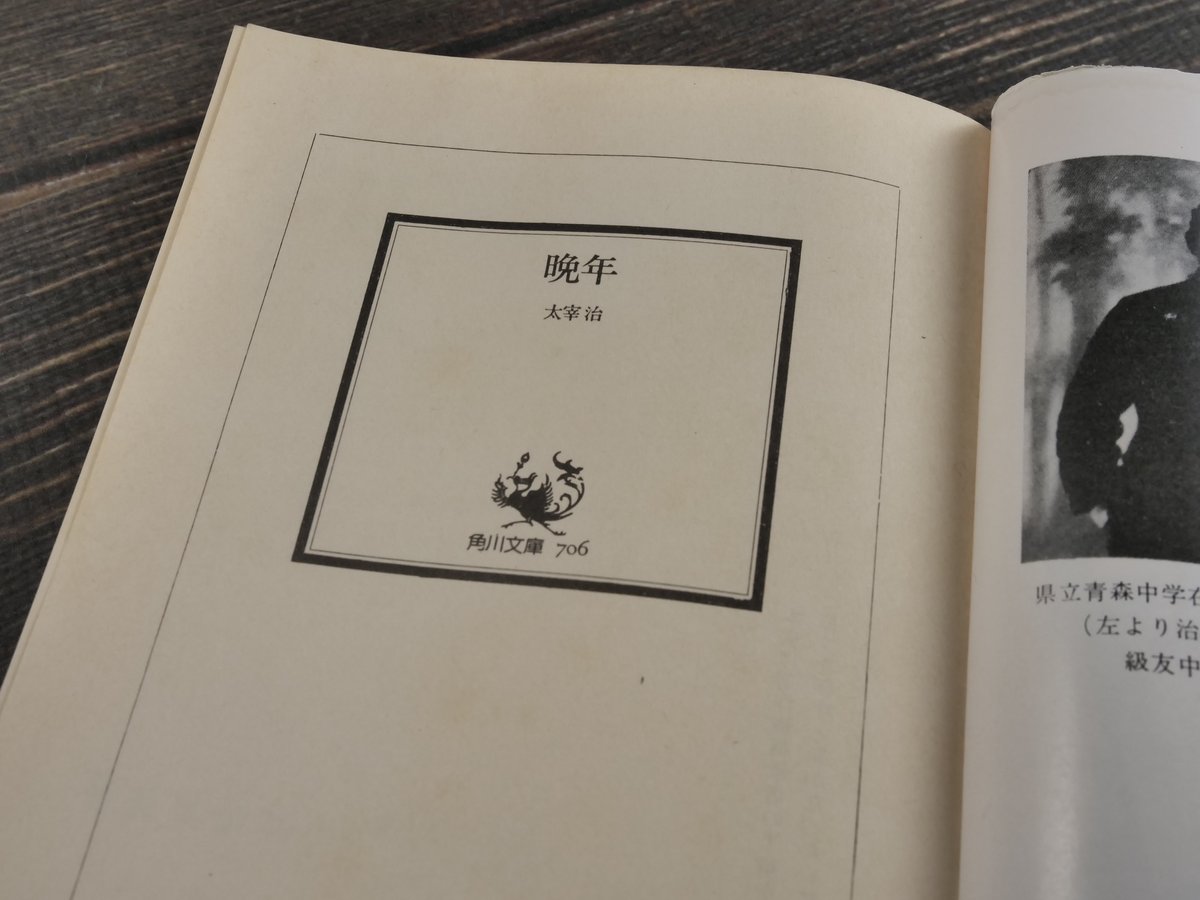 晩年
太宰 治
角川文庫 706
県立青森中学在
(左より治
級友中